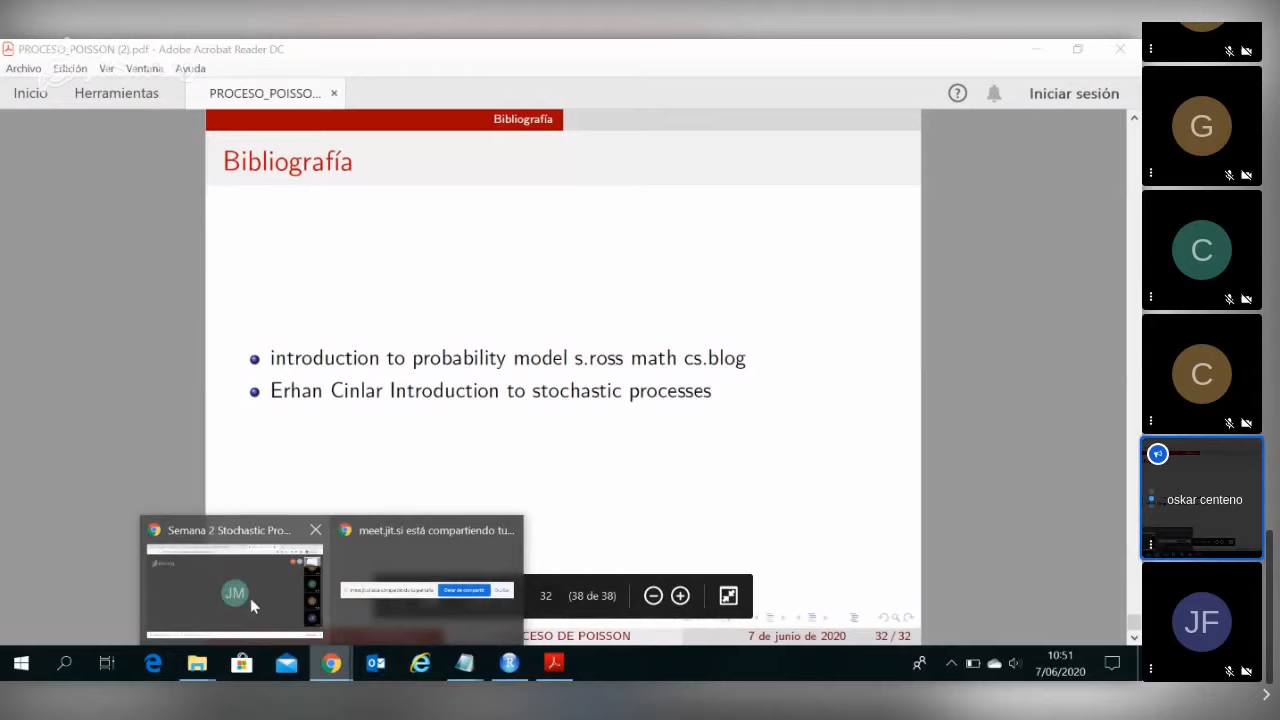 PROCESO_POISSON (2).pdf - Adobe Acrobat Reader DC
Archivo Edición Ver Ventana Ayuda
Inicio Herramientas PROCESO_POISSO... × Iniciar sesión
Bibliografía
Bibliografía
introduction to probability model s.ross math cs.blog
Erhan Cinlar Introduction to stochastic processes
Semana 2 Stochastic Pro...
meet.jit.si está compartiendo tu...
JM
Dejar de compartir
32 (38 de 38)
CESO DE POISSON 7 de junio de 2020 32 / 32
10:51
7/06/2020
G
C
C
oskar centeno
JF